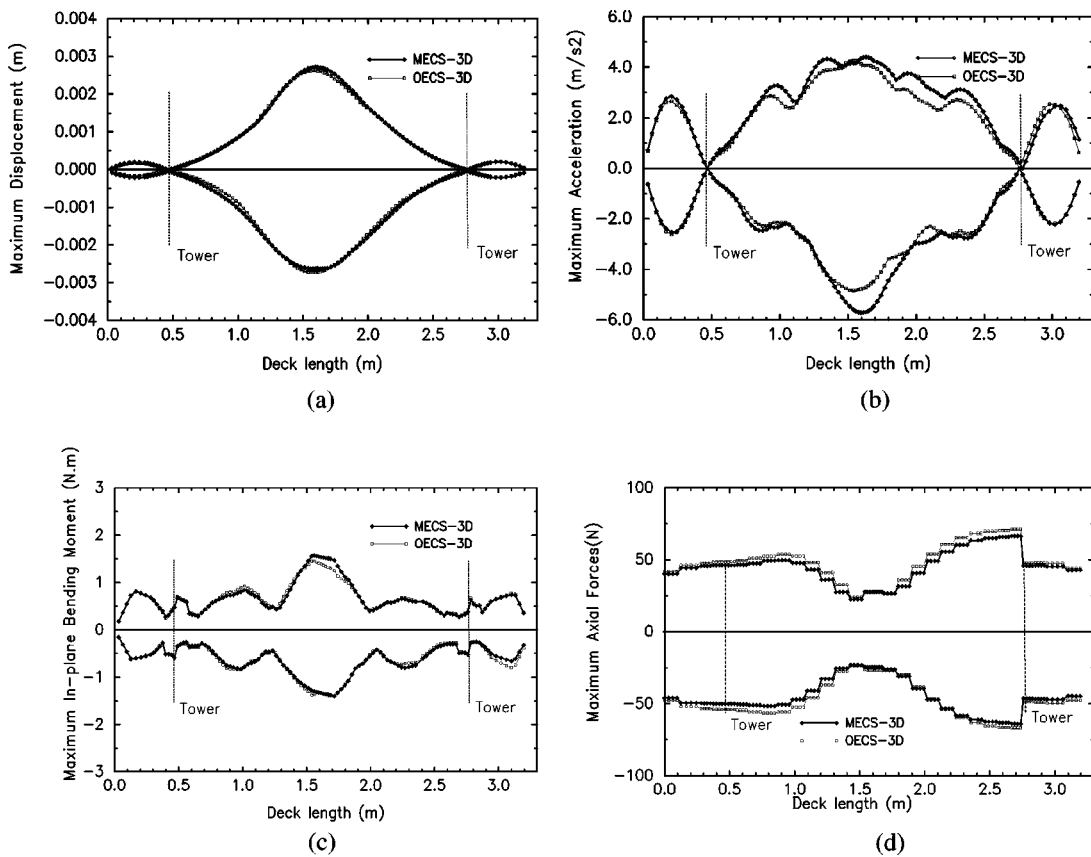 0.004
0.003
0.002
0.001
0.000
-0.001
-0.002
-0.003
-0.004
Maximum Displacement (m)
MECS-3D
OECS-3D
Tower
Tower
0.0 0.5 1.0 1.5 2.0 2.5 3.0
Deck length (m)
(a)
6.0
4.0
2.0
0.0
-2.0
-4.0
-6.0
Maximum Acceleration (m/s2)
MECS-3D
OECS-3D
Tower
Tower
0.0 0.5 1.0 1.5 2.0 2.5 3.0
Deck length (m)
(b)
3
2
1
0
-1
-2
-3
Maximum In-plane Bending Moment (N.m)
MECS-3D
OECS-3D
Tower
Tower
0.0 0.5 1.0 1.5 2.0 2.5 3.0
Deck length (m)
(c)
100
50
0
-50
-100
Maximum Axial Forces(N)
Tower
Tower
MECS-3D
OECS-3D
0.0 0.5 1.0 1.5 2.0 2.5 3.0
Deck length (m)
(d)